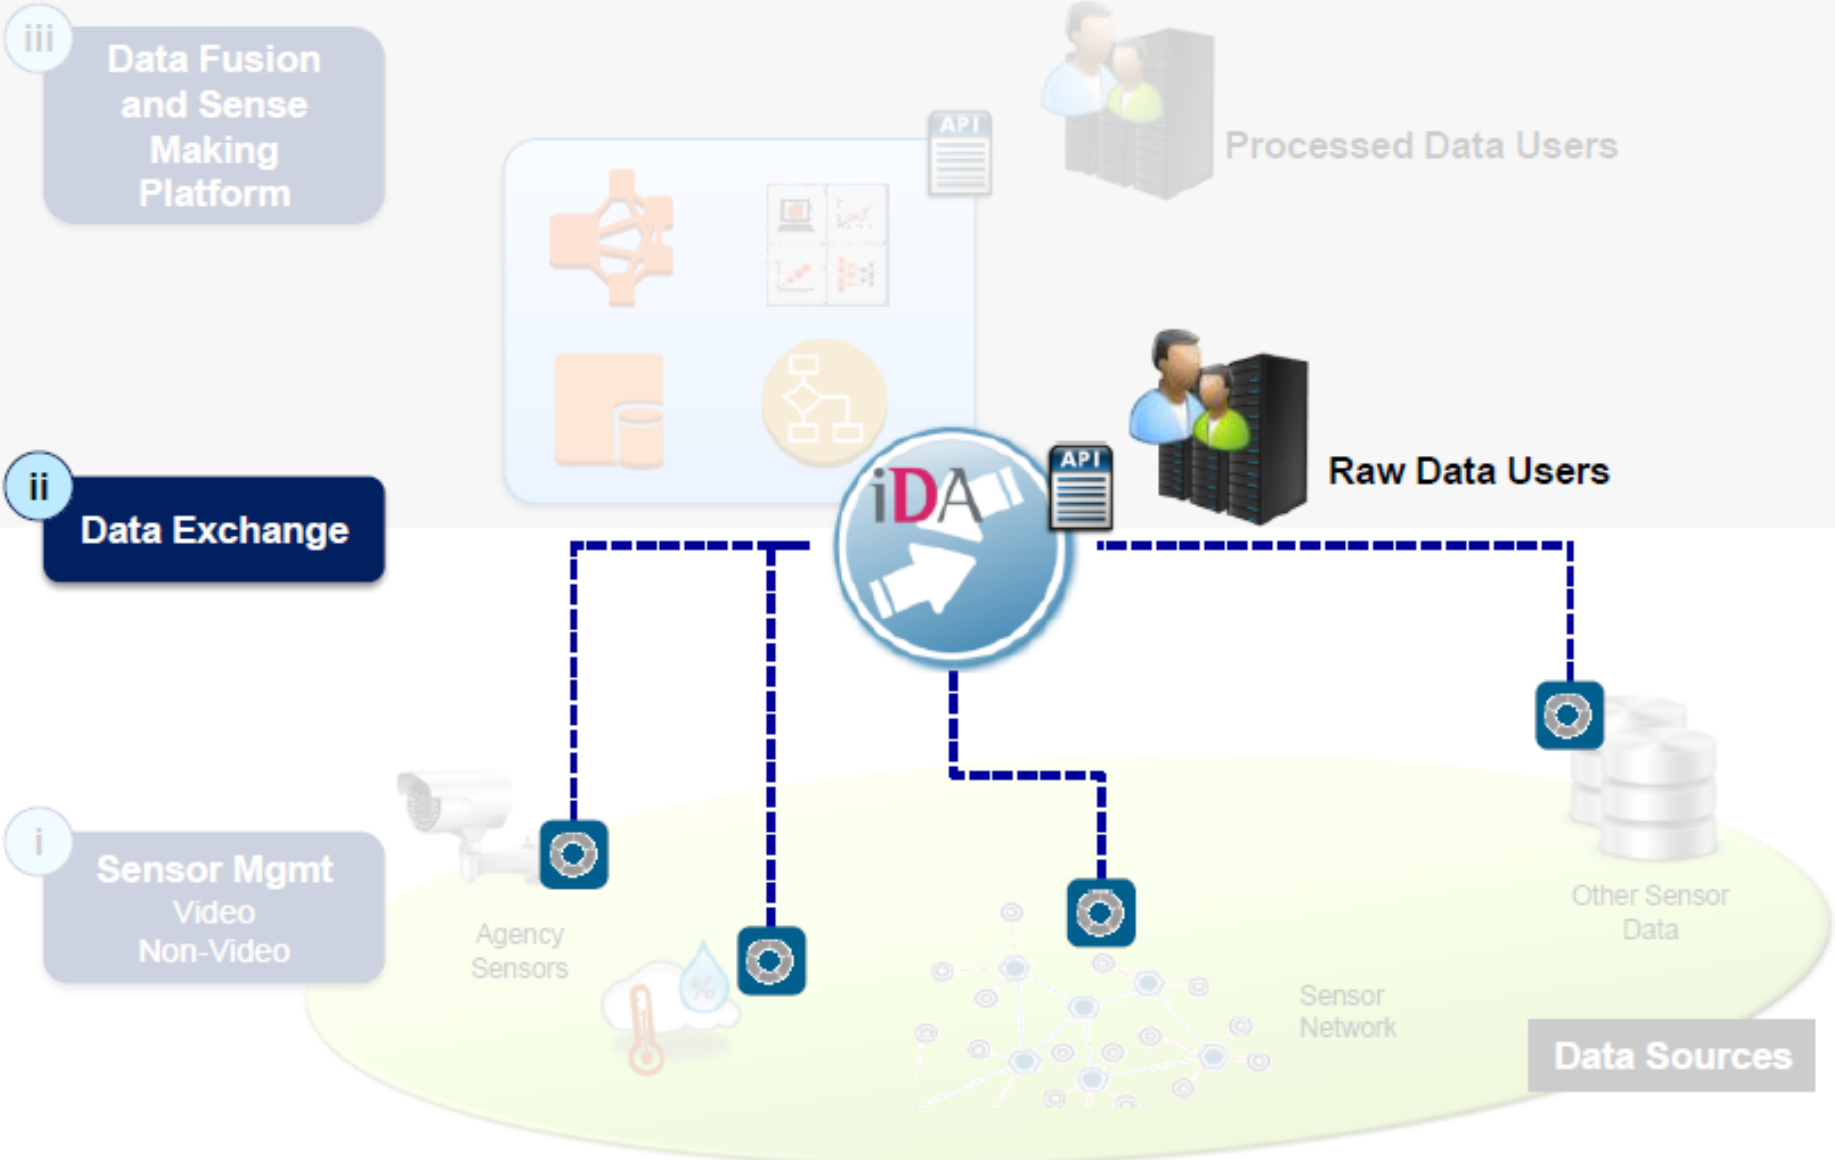 iii
Data Fusion
and Sense
Making
Platform
API
Processed Data Users
ii
Data Exchange
iDA
API
Raw Data Users
i
Sensor Mgmt
Video
Non-Video
Agency
Sensors
%
Sensor
Network
Other Sensor
Data
Data Sources